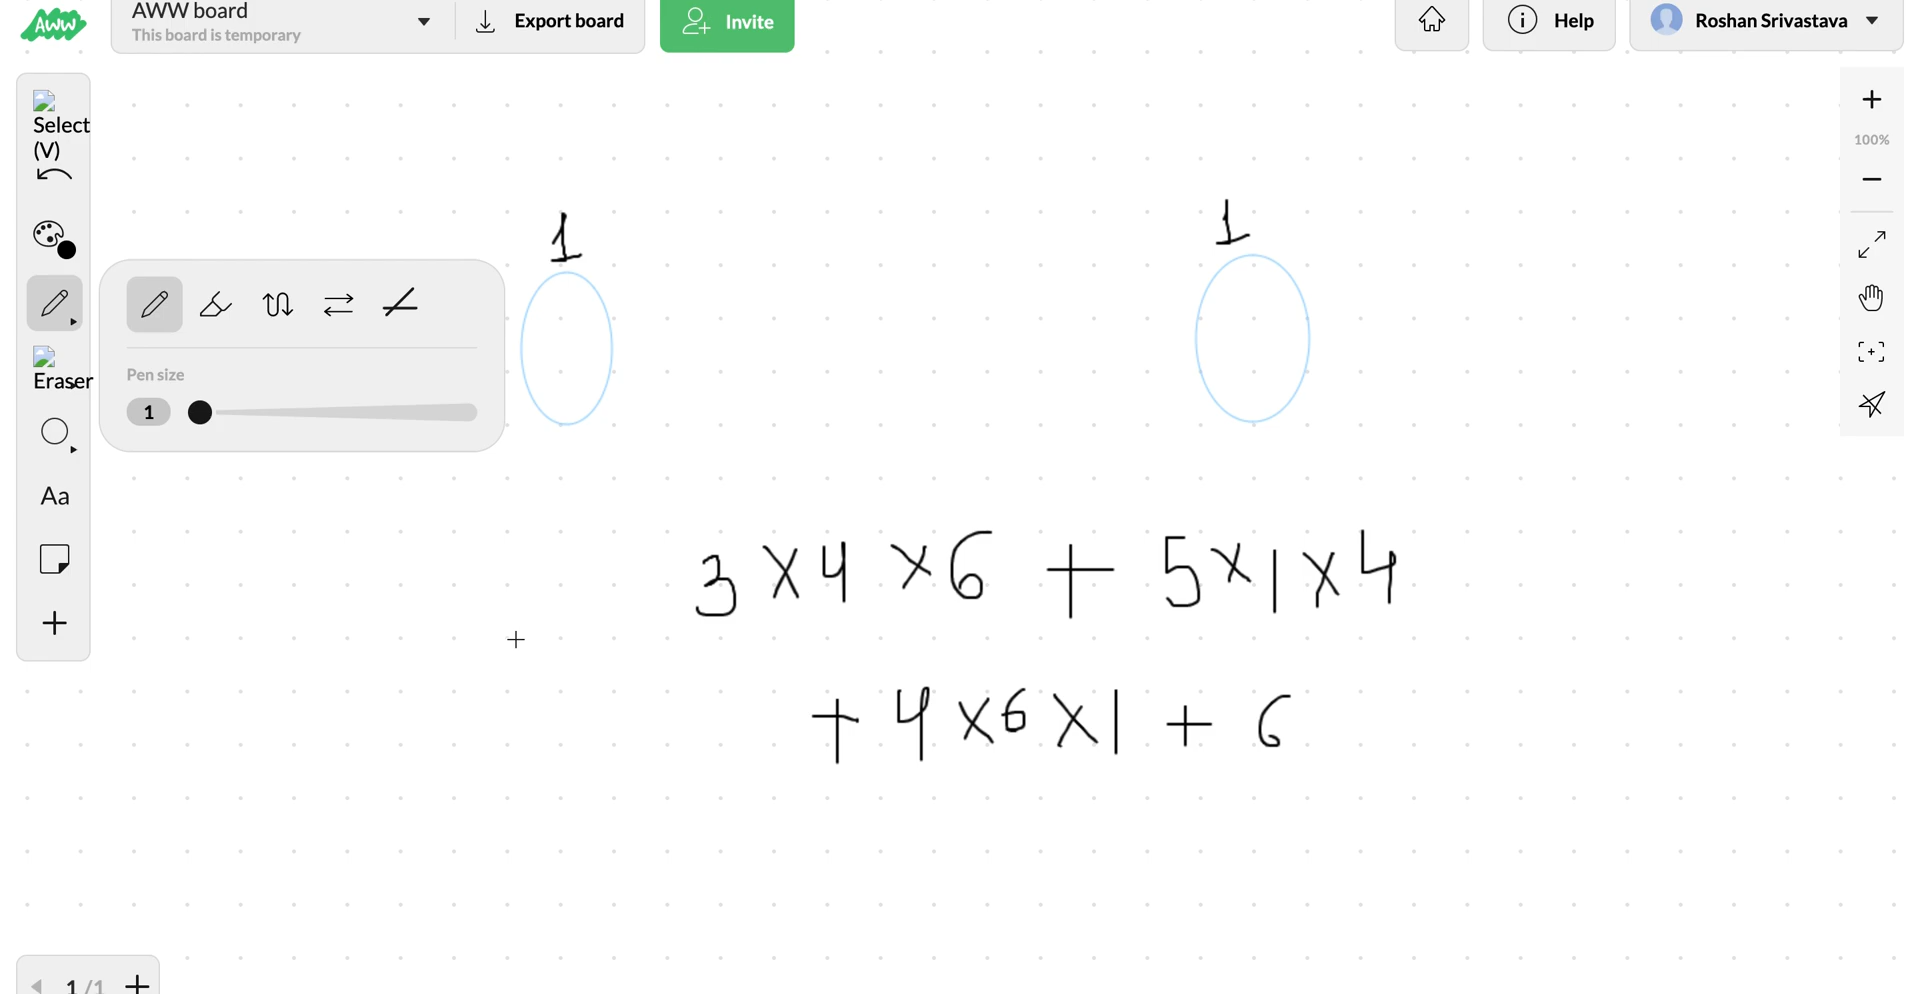 AWW
AWW board
This board is temporary
Export board
Invite
Help
Roshan Srivastava
Select
(V)
Eraser
Aa
Pen size
1
100%
1
1
3 × 4 × 6 + 5 × 1 × 4
+ 4 × 6 × 1 + 6
1 /1